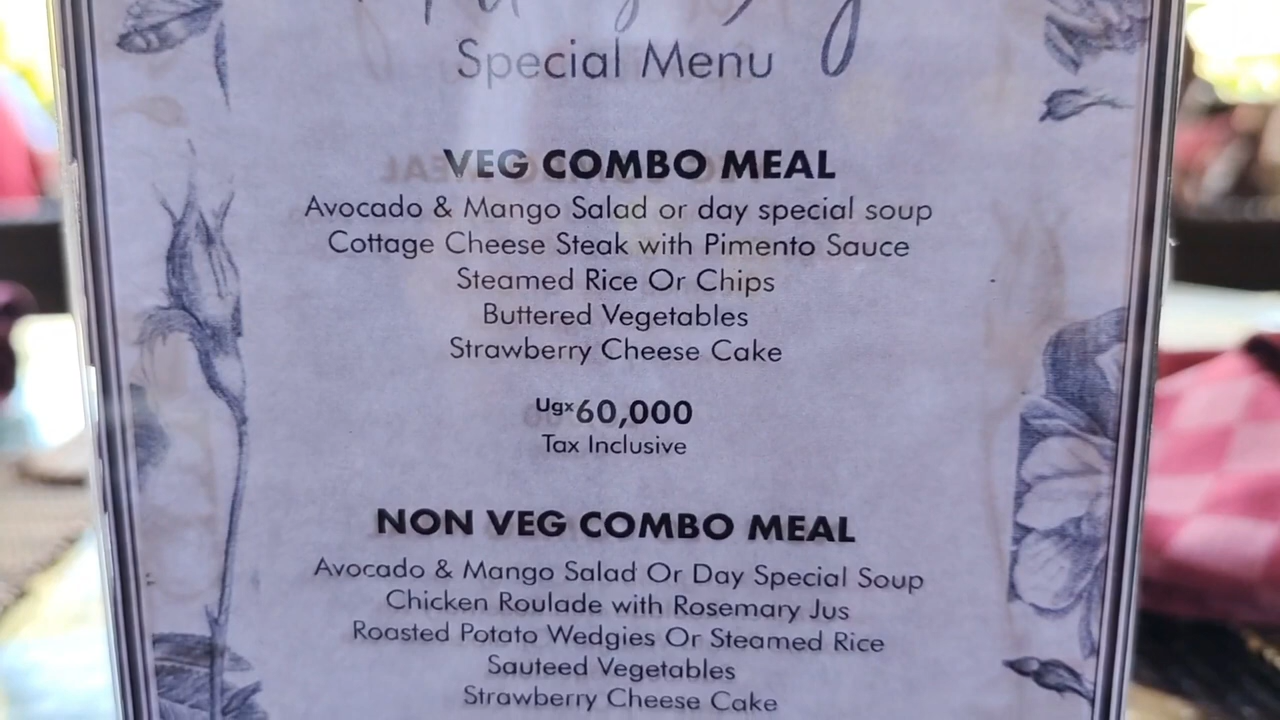 Special Menu
VEG COMBO MEAL
Avocado & Mango Salad or day special soup
Cottage Cheese Steak with Pimento Sauce
Steamed Rice Or Chips
Buttered Vegetables
Strawberry Cheese Cake
Ugx60,000
Tax Inclusive
NON VEG COMBO MEAL
Avocado & Mango Salad Or Day Special Soup
Chicken Roulade with Rosemary Jus
Roasted Potato Wedgies Or Steamed Rice
Sauteed Vegetables
Strawberry Cheese Cake